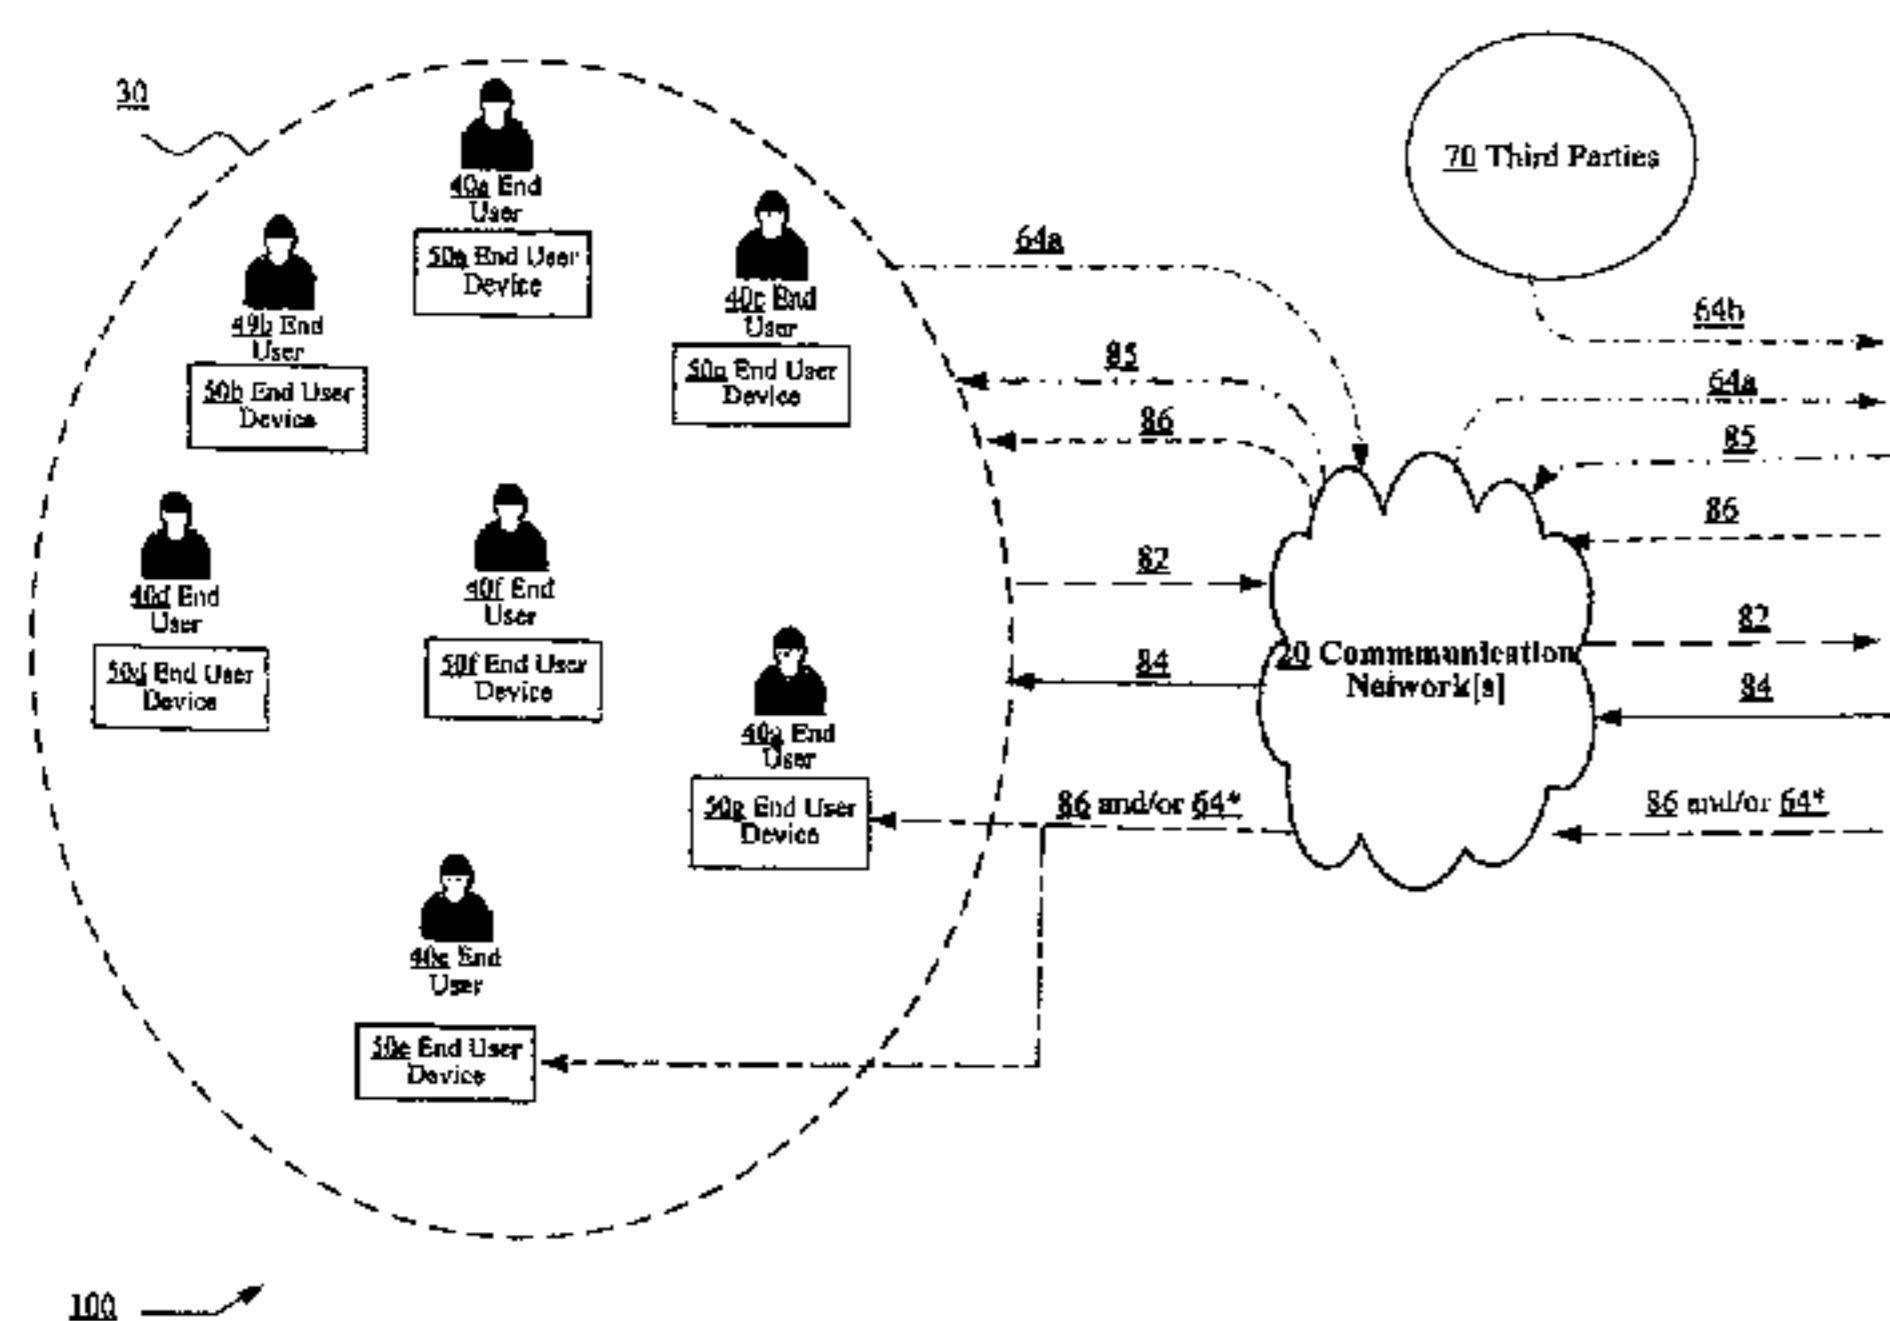 30
40a End
User
50a End User
Device
49b End
User
50b End User
Device
40c End
User
50a End User
Device
40d End
User
50d End User
Device
40f End
User
50f End User
Device
40g End
User
50g End User
Device
40e End
User
50e End User
Device
64a
85
86
82
84
86 and/or 64*
70 Third Parties
64b
64a
85
86
82
84
86 and/or 64*
20 Commmunication
Network[s]
100